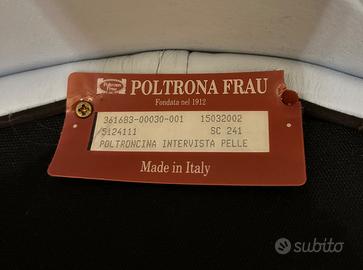 POLTRONA FRAU
Fondata nel 1912
361683-00030-001 15032002
/5124111 SC 241
POLTRONCINA INTERVISTA PELLE
Made in Italy
subito